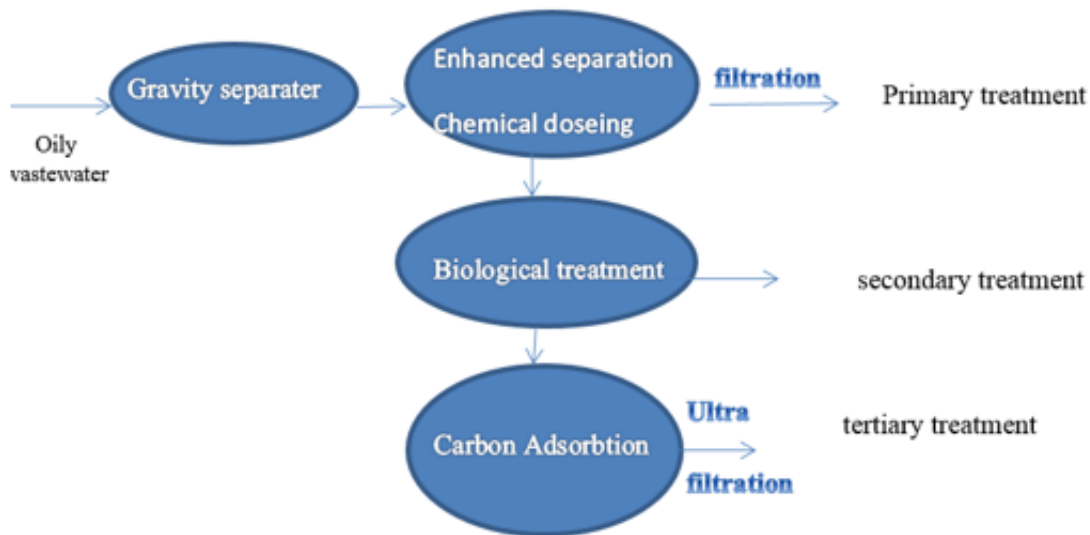 Gravity separater
Enhanced separation
Chemical doseing
filtration
Primary treatment
Oily
vastewater
Biological treatment
secondary treatment
Carbon Adsorbtion
Ultra
filtration
tertiary treatment